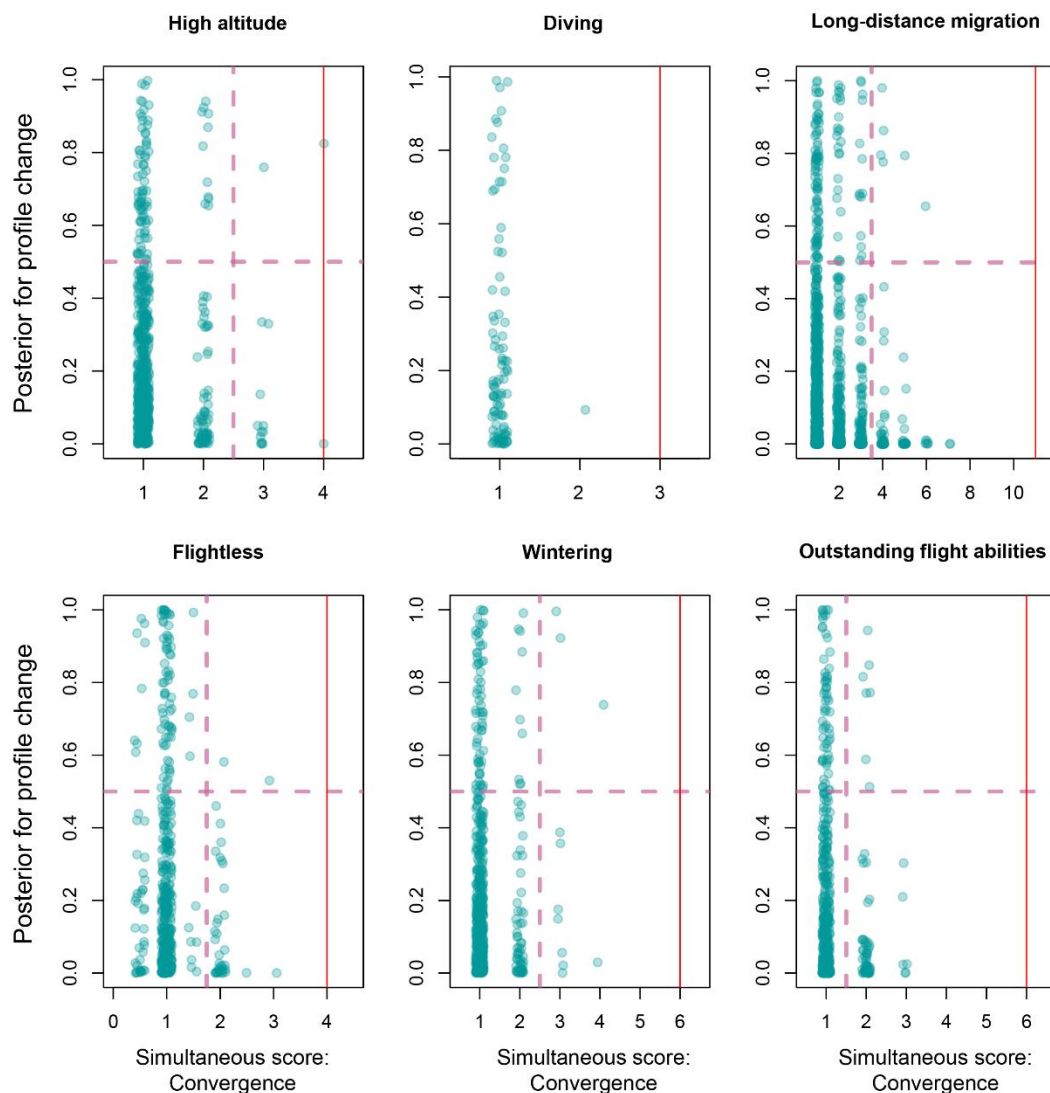 High altitude
Diving
Long-distance migration
Posterior for profile change
1.0
0.8
0.6
0.4
0.2
0.0
1 2 3 4
1.0
0.8
0.6
0.4
0.2
0.0
1 2 3
1.0
0.8
0.6
0.4
0.2
0.0
2 4 6 8 10
Flightless
Wintering
Outstanding flight abilities
Posterior for profile change
1.0
0.8
0.6
0.4
0.2
0.0
0 1 2 3 4
Simultaneous score:
Convergence
1.0
0.8
0.6
0.4
0.2
0.0
1 2 3 4 5 6
Simultaneous score:
Convergence
1.0
0.8
0.6
0.4
0.2
0.0
1 2 3 4 5 6
Simultaneous score:
Convergence